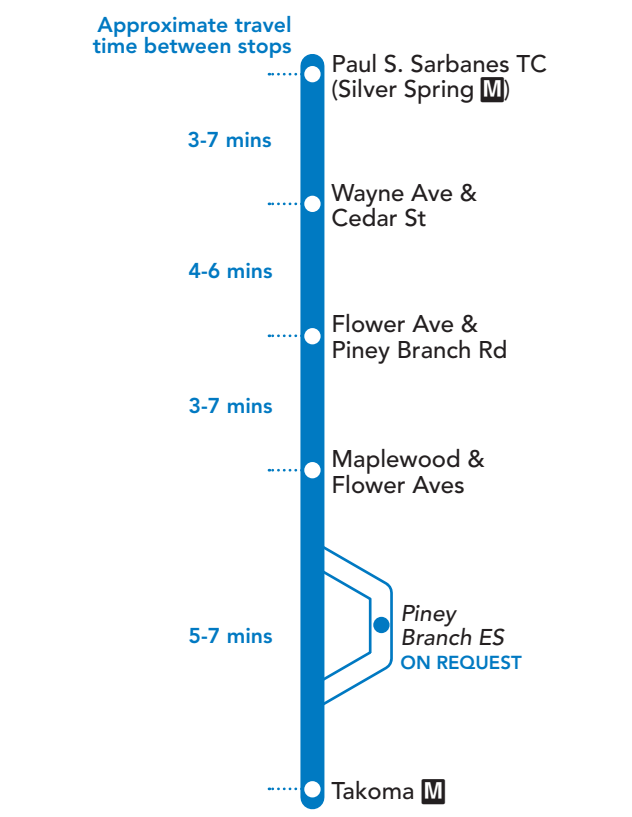 Approximate travel
time between stops
Paul S. Sarbanes TC
(Silver Spring M)
3-7 mins
Wayne Ave &
Cedar St
4-6 mins
Flower Ave &
Piney Branch Rd
3-7 mins
Maplewood &
Flower Aves
Piney
Branch ES
ON REQUEST
5-7 mins
Takoma M